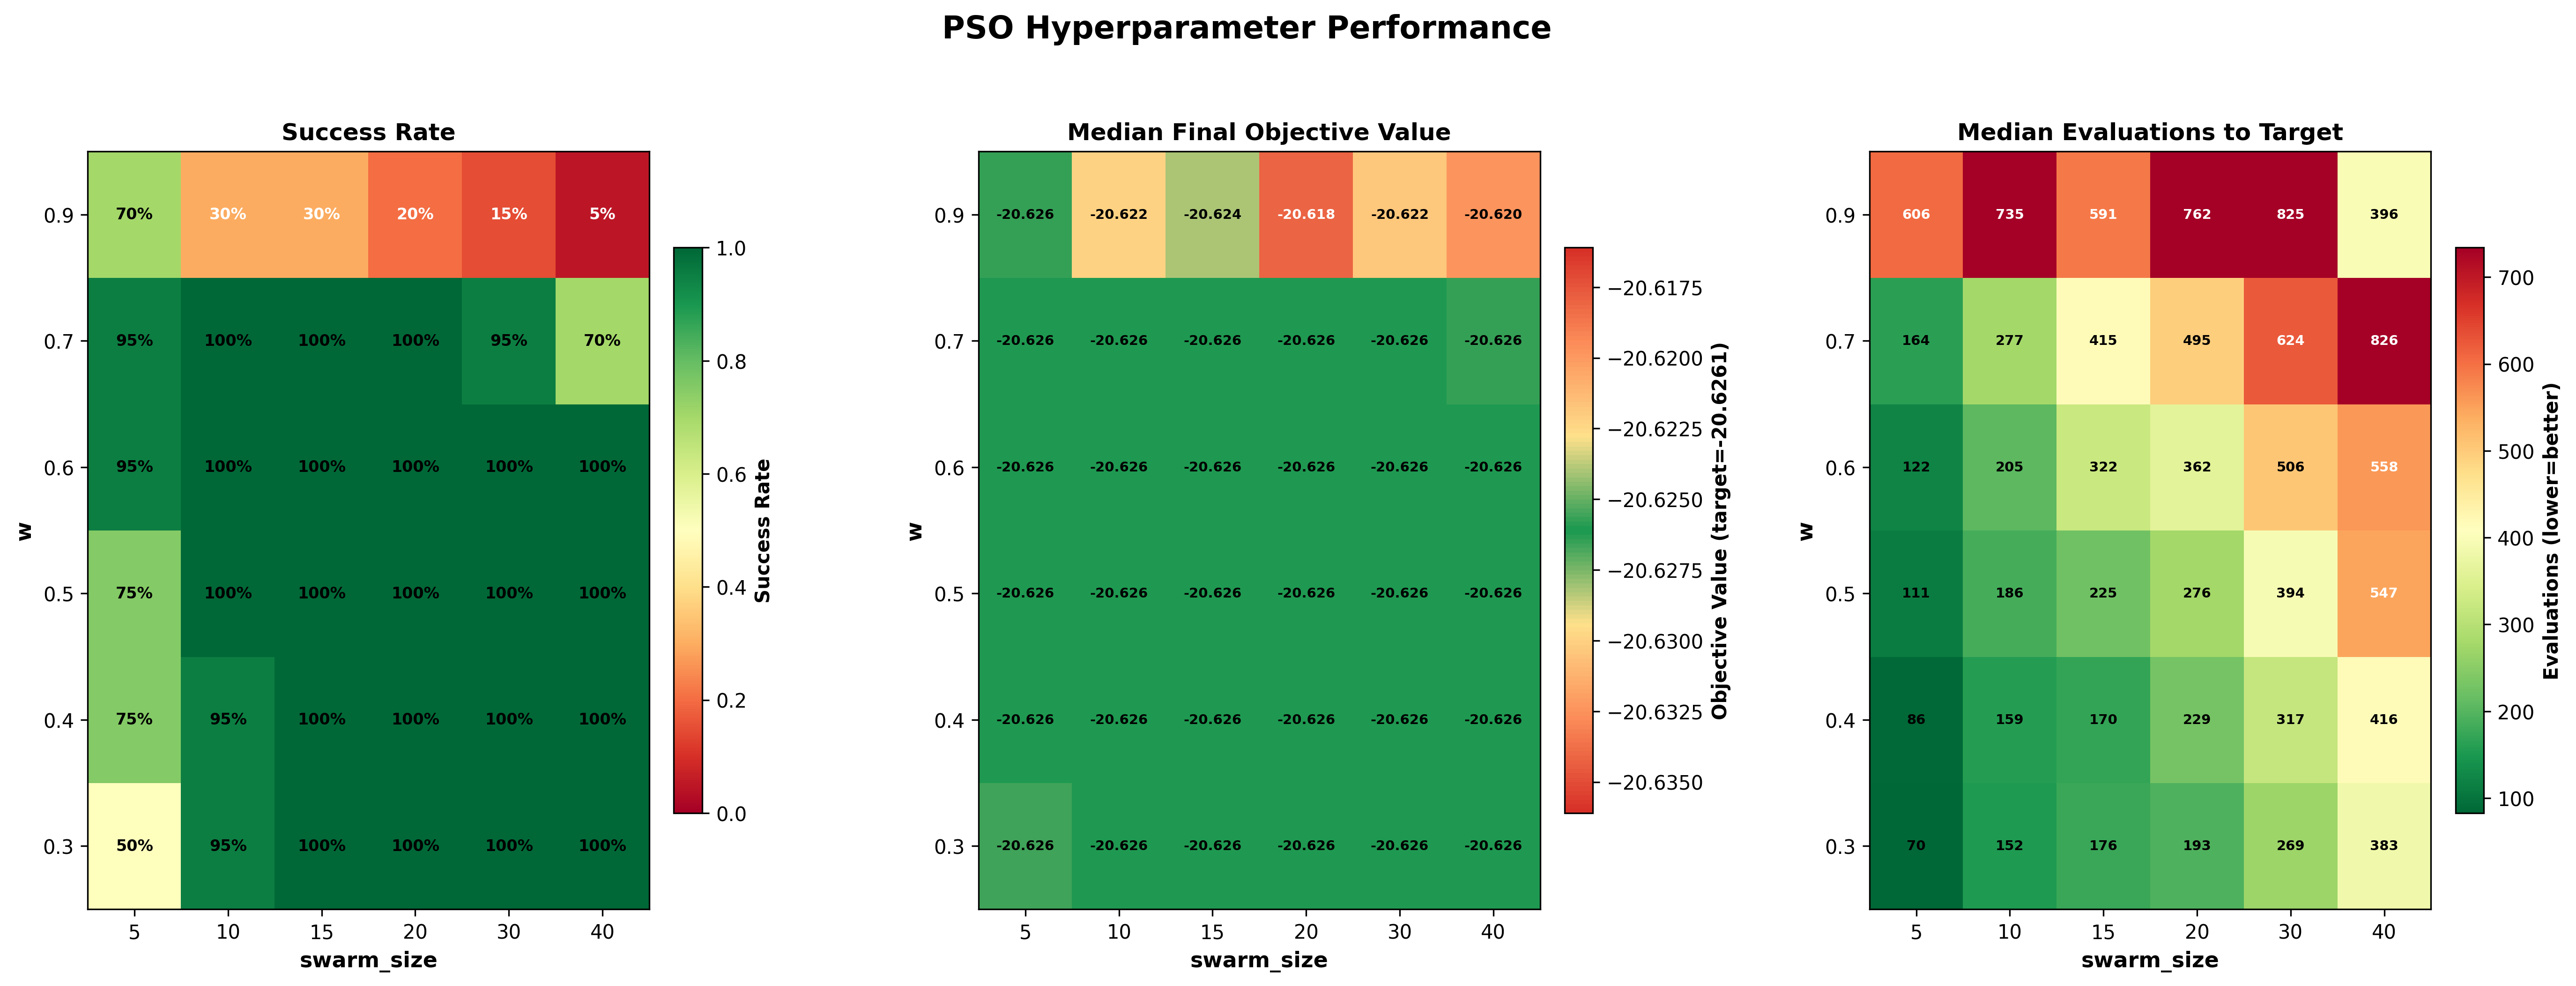 PSO Hyperparameter Performance
Success Rate
0.9 70% 30% 30% 20% 15% 5%
0.7 95% 100% 100% 100% 95% 70%
0.6 95% 100% 100% 100% 100% 100%
w
0.5 75% 100% 100% 100% 100% 100%
0.4 75% 95% 100% 100% 100% 100%
0.3 50% 95% 100% 100% 100% 100%
5 10 15 20 30 40
swarm_size
1.0
0.8
0.6
0.4
0.2
0.0
Success Rate
Median Final Objective Value
0.9 -20.626 -20.622 -20.624 -20.618 -20.622 -20.620
0.7 -20.626 -20.626 -20.626 -20.626 -20.626 -20.626
0.6 -20.626 -20.626 -20.626 -20.626 -20.626 -20.626
w
0.5 -20.626 -20.626 -20.626 -20.626 -20.626 -20.626
0.4 -20.626 -20.626 -20.626 -20.626 -20.626 -20.626
0.3 -20.626 -20.626 -20.626 -20.626 -20.626 -20.626
5 10 15 20 30 40
swarm_size
−20.6175
−20.6200
−20.6225
−20.6250
−20.6275
−20.6300
−20.6325
−20.6350
Objective Value (target=-20.6261)
Median Evaluations to Target
0.9 606 735 591 762 825 396
0.7 164 277 415 495 624 826
0.6 122 205 322 362 506 558
w
0.5 111 186 225 276 394 547
0.4 86 159 170 229 317 416
0.3 70 152 176 193 269 383
5 10 15 20 30 40
swarm_size
700
600
500
400
300
200
100
Evaluations (lower=better)